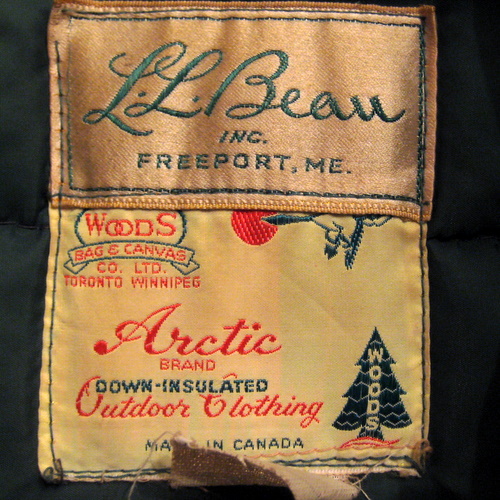 L.L.Bean
INC.
FREEPORT, ME.
WOODS
BAG & CANVAS
CO. LTD.
TORONTO WINNIPEG
Arctic
BRAND
DOWN-INSULATED
Outdoor Clothing
WOODS
IN CANADA